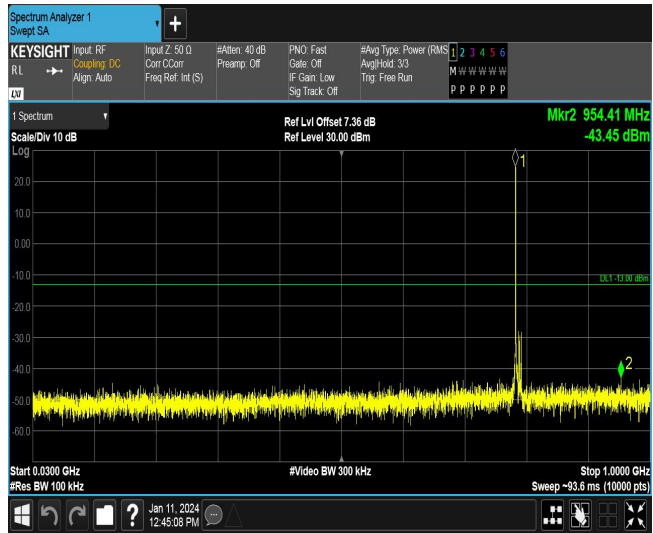 Spectrum Analyzer 1
Swept SA
+
KEYSIGHT Input: RF Input Z: 50 Ω #Atten: 40 dB PNO: Fast #Avg Type: Power (RMS 1 2 3 4 5 6
RL Coupling: DC Corr CCorr Preamp: Off Gate: Off Avg|Hold: 3/3 M W W W W W
Align: Auto Freq Ref: Int (S) IF Gain: Low Trig: Free Run
LXI Sig Track: Off P P P P P P
1 Spectrum Ref Lvl Offset 7.36 dB Mkr2 954.41 MHz
Scale/Div 10 dB Ref Level 30.00 dBm -43.45 dBm
Log
1
20.0
10.0
0.00
-10.0 DL1 -13.00 dBm
-20.0
-30.0
-40.0 2
-50.0
-60.0
Start 0.0300 GHz #Video BW 300 kHz Stop 1.0000 GHz
#Res BW 100 kHz Sweep ~93.6 ms (10000 pts)
? Jan 11, 2024
12:45:08 PM